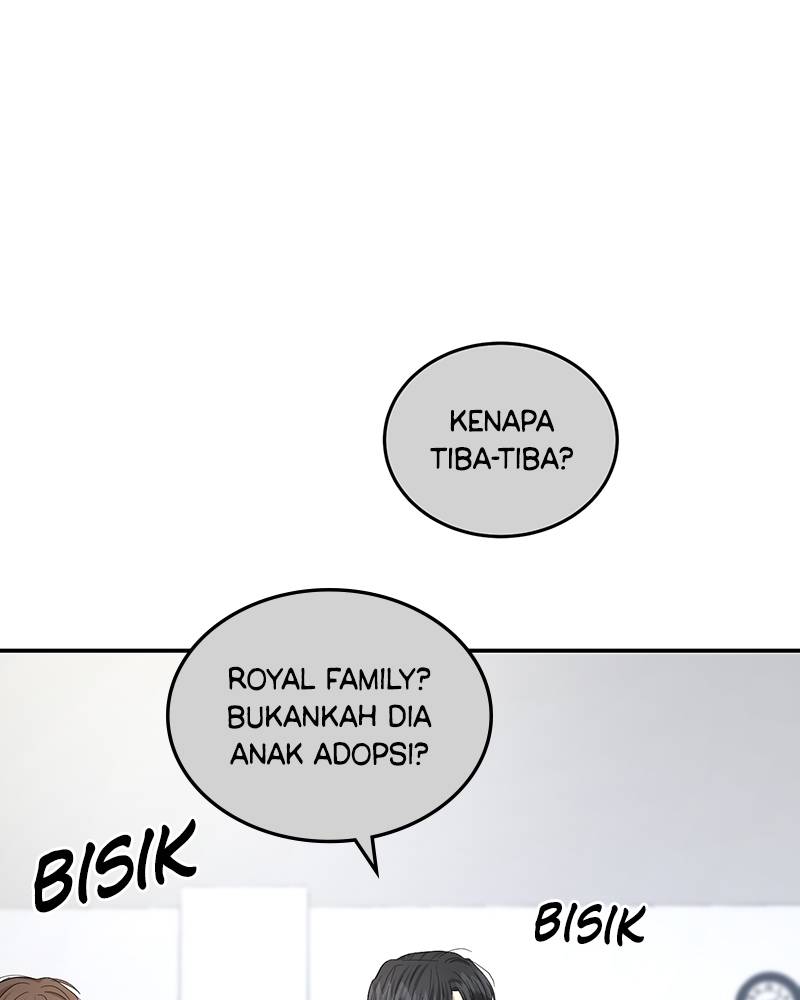 KENAPA
TIBA-TIBA?
ROYAL FAMILY?
BUKANKAH DIA
ANAK ADOPSI?
BISIK
BISIK